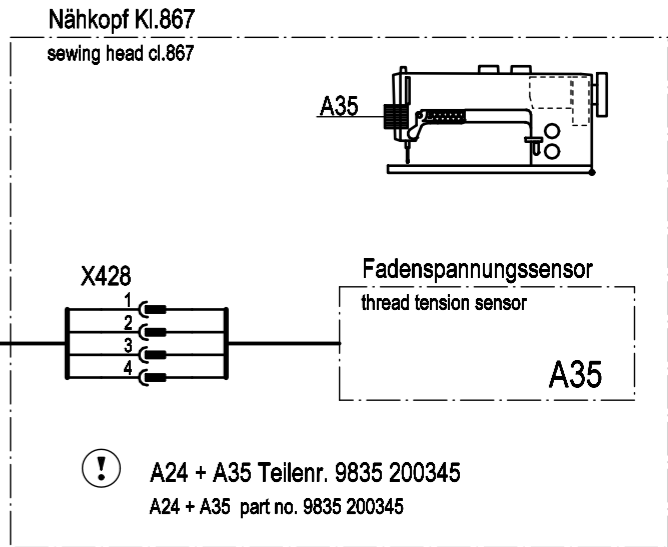 Nähkopf Kl.867
sewing head cl.867
A35
X428
1
2
3
4
Fadenspannungssensor
thread tension sensor
A35
!
A24 + A35 Teilenr. 9835 200345
A24 + A35 part no. 9835 200345